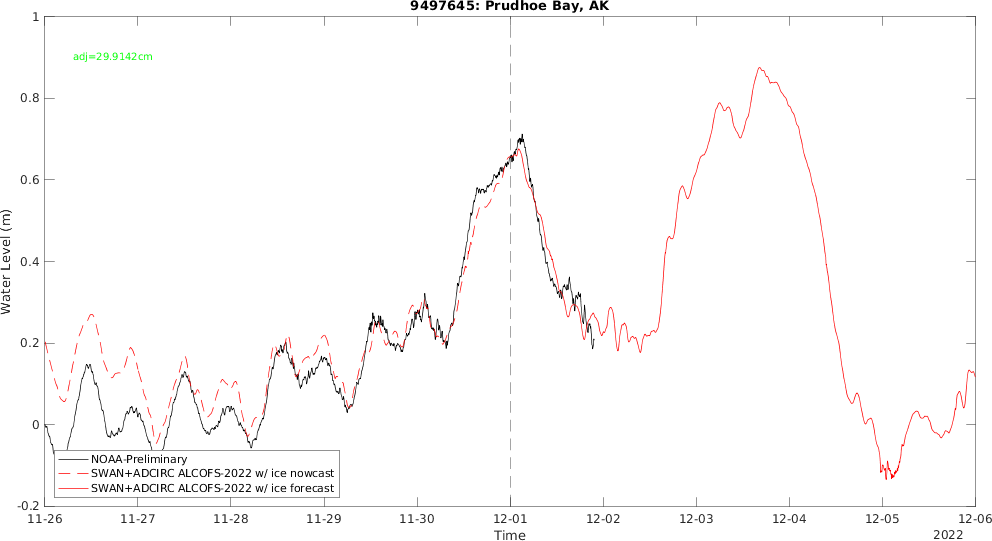 9497645: Prudhoe Bay, AK
adj=29.9142cm
Water Level (m)
1
0.8
0.6
0.4
0.2
0
-0.2
NOAA-Preliminary
SWAN+ADCIRC ALCOFS-2022 w/ ice nowcast
SWAN+ADCIRC ALCOFS-2022 w/ ice forecast
11-26 11-27 11-28 11-29 11-30 12-01 12-02 12-03 12-04 12-05 12-06
Time
2022